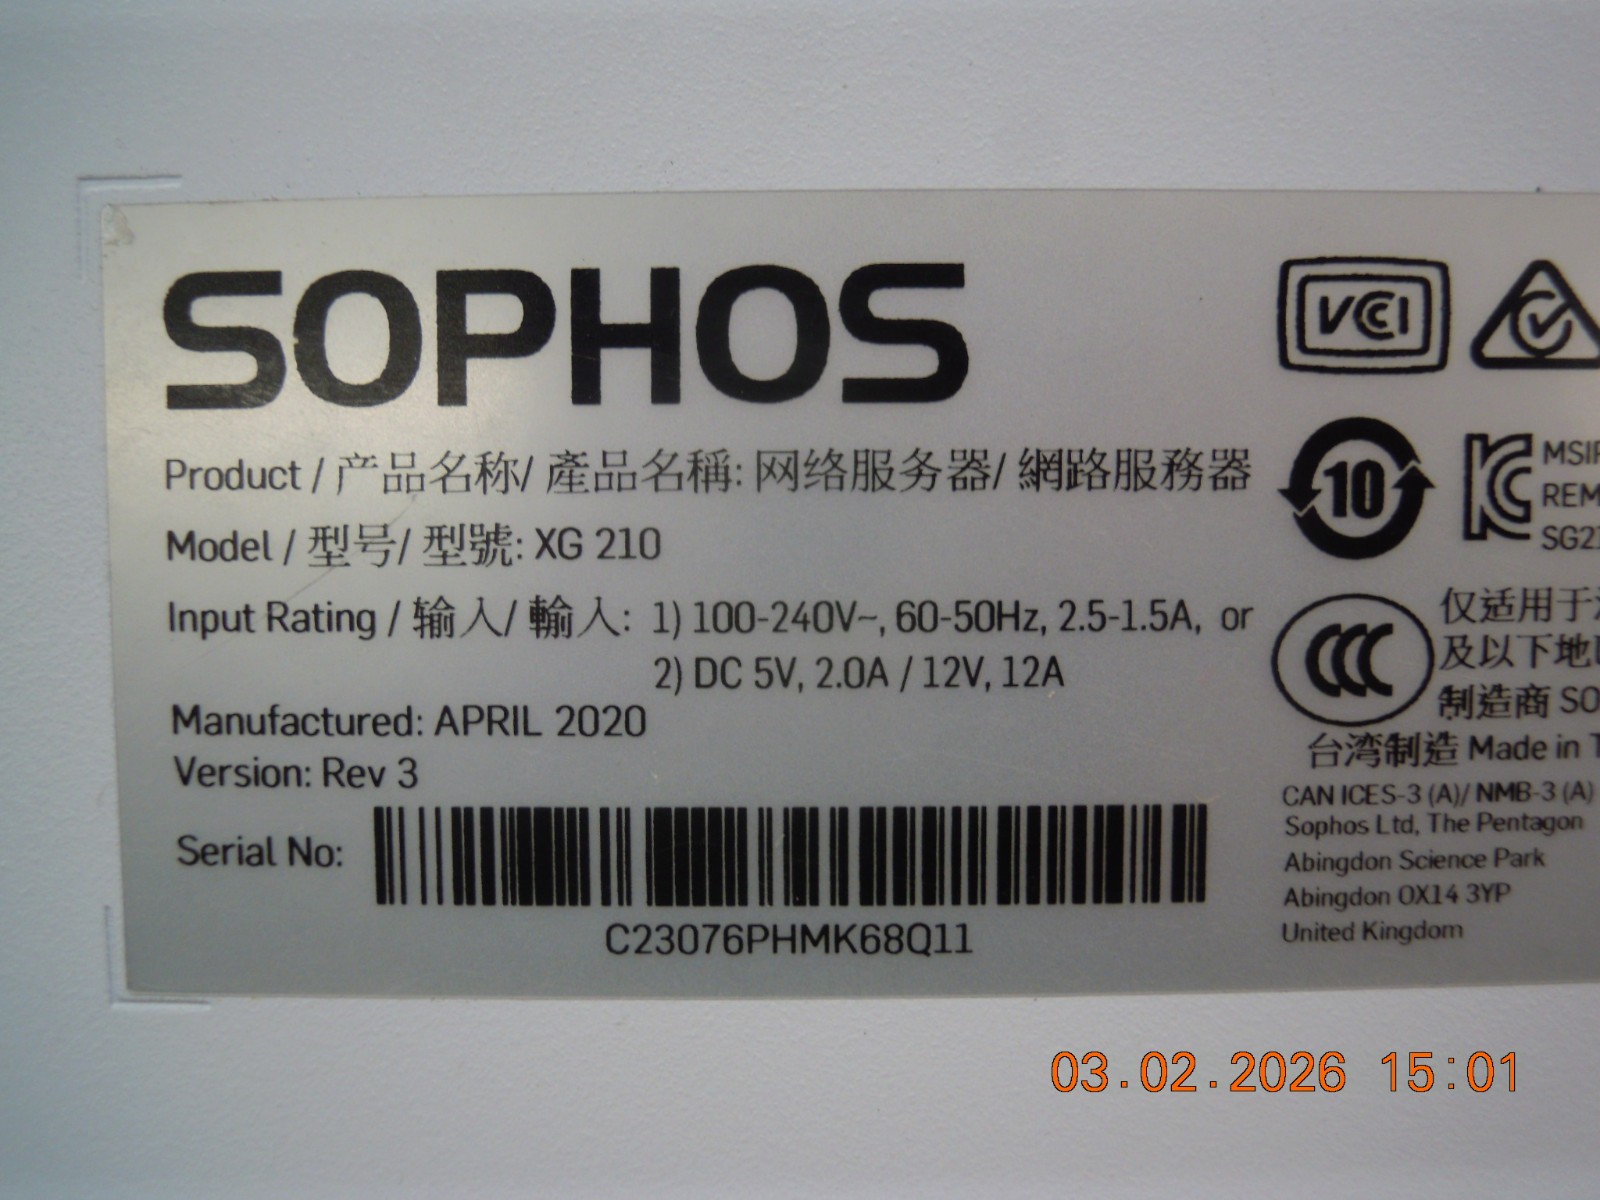 SOPHOS
Product / 产品名称/ 產品名稱: 网络服务器/ 網路服務器
Model / 型号/ 型號: XG 210
Input Rating / 输入/ 輸入: 1) 100-240V~, 60-50Hz, 2.5-1.5A, or
2) DC 5V, 2.0A / 12V, 12A
Manufactured: APRIL 2020
Version: Rev 3
Serial No:
C23076PHMK68Q11
VCI
10
MSIP
REM
SG21
仅适用于
及以下地
制造商 SO
台湾制造 Made in T
CAN ICES-3 (A)/ NMB-3 (A)
Sophos Ltd, The Pentagon
Abingdon Science Park
Abingdon OX14 3YP
United Kingdom
03.02.2026 15:01